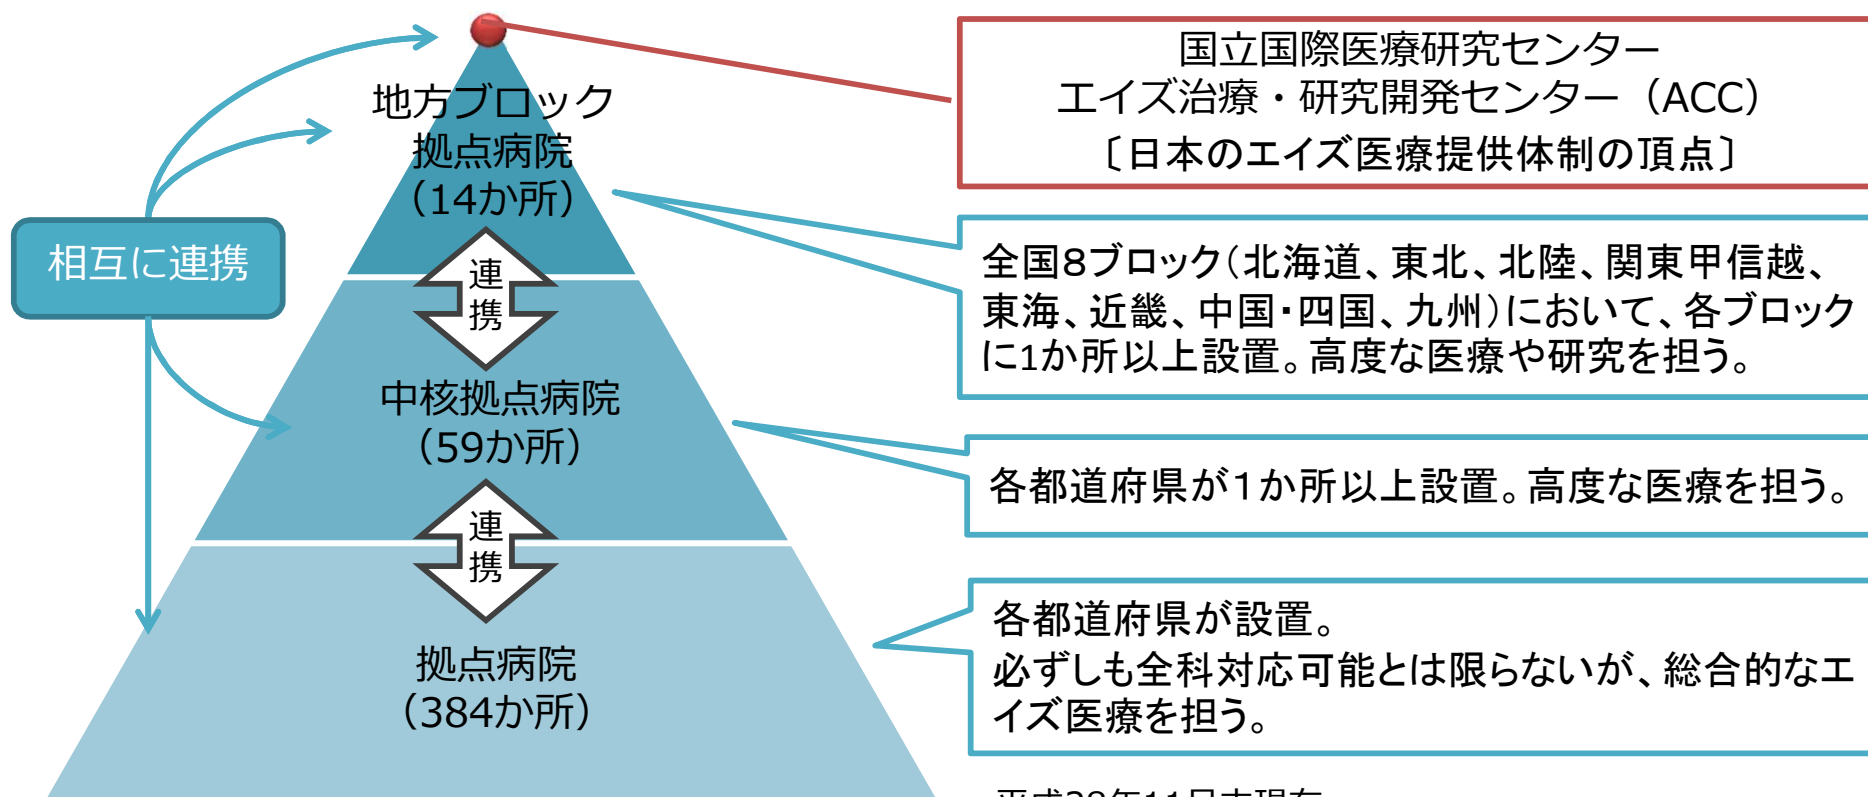 国立国際医療研究センター
エイズ治療・研究開発センター（ACC）
〔日本のエイズ医療提供体制の頂点〕
地方ブロック
拠点病院
（14か所）
相互に連携
全国8ブロック（北海道、東北、北陸、関東甲信越、
東海、近畿、中国・四国、九州）において、各ブロック
に1か所以上設置。高度な医療や研究を担う。
連
携
中核拠点病院
（59か所）
各都道府県が１か所以上設置。高度な医療を担う。
連
携
拠点病院
（384か所）
各都道府県が設置。
必ずしも全科対応可能とは限らないが、総合的なエ
イズ医療を担う。